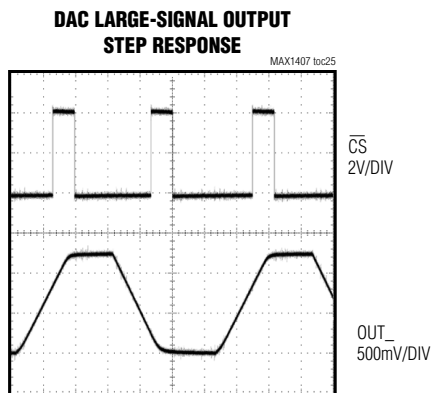 DAC LARGE-SIGNAL OUTPUT
STEP RESPONSE
MAX1407 toc25
CS
2V/DIV
OUT_
500mV/DIV